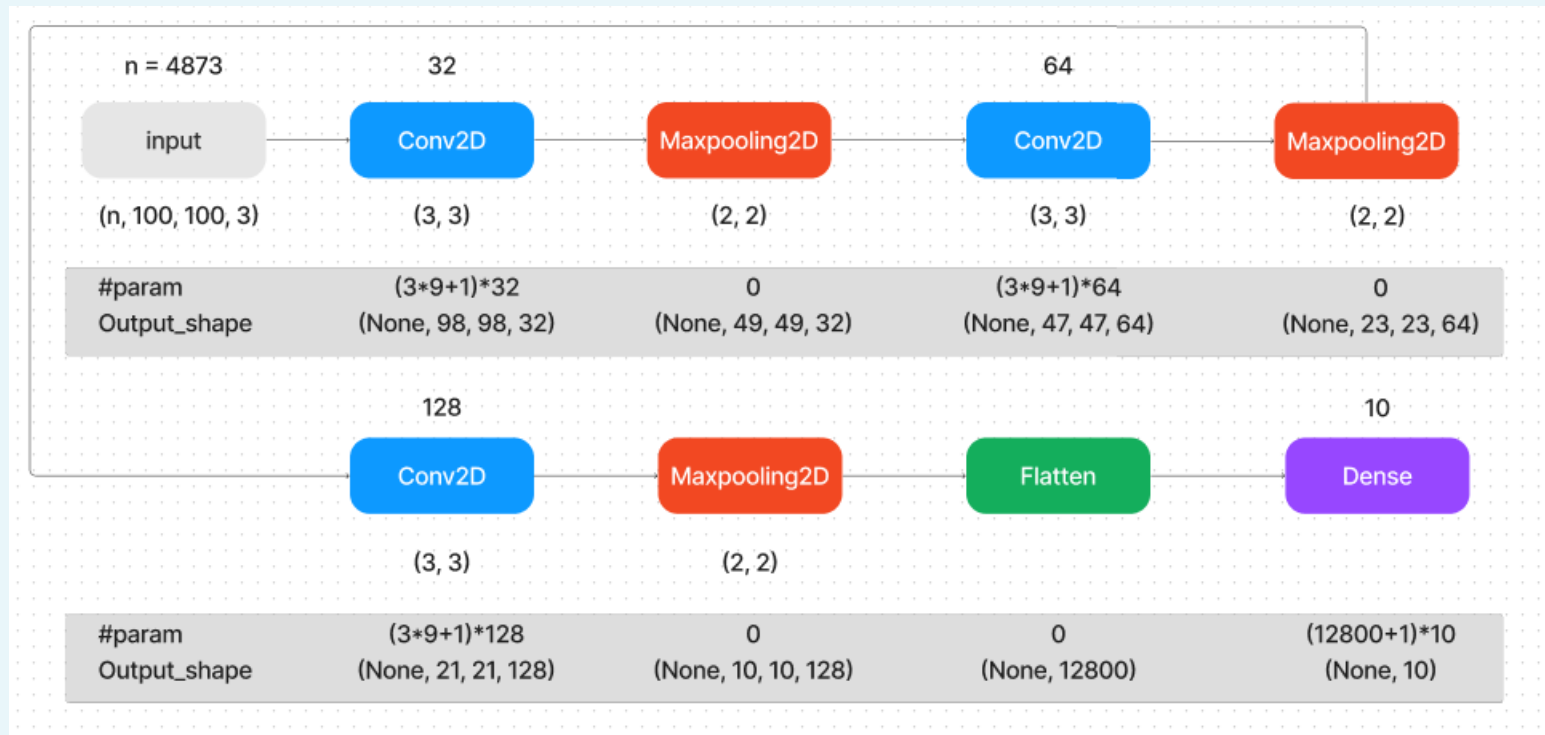 n = 4873
32
64
input
Conv2D
Maxpooling2D
Conv2D
Maxpooling2D
(n, 100, 100, 3)
(3, 3)
(2, 2)
(3, 3)
(2, 2)
#param
(3*9+1)*32
0
(3*9+1)*64
0
Output_shape
(None, 98, 98, 32)
(None, 49, 49, 32)
(None, 47, 47, 64)
(None, 23, 23, 64)
128
10
Conv2D
Maxpooling2D
Flatten
Dense
(3, 3)
(2, 2)
#param
(3*9+1)*128
0
0
(12800+1)*10
Output_shape
(None, 21, 21, 128)
(None, 10, 10, 128)
(None, 12800)
(None, 10)